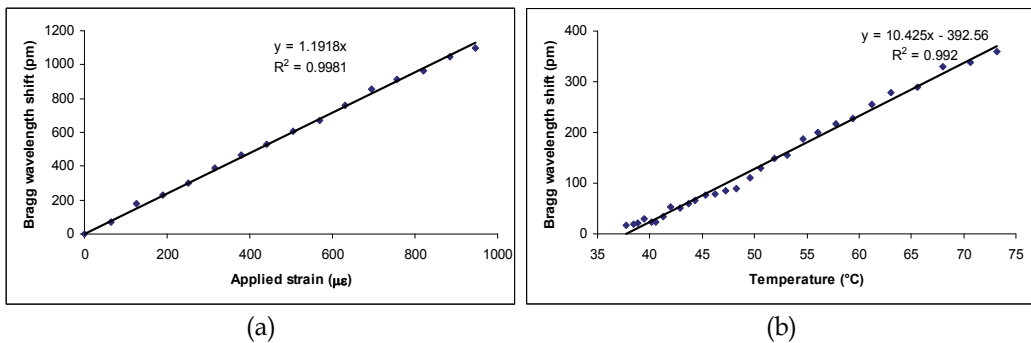 1200
1000
800
600
400
200
0
Bragg wavelength shift (pm)
y = 1.1918x
R² = 0.9981
0 200 400 600 800 1000
Applied strain (με)
(a)
400
300
200
100
0
Bragg wavelength shift (pm)
y = 10.425x - 392.56
R² = 0.992
35 40 45 50 55 60 65 70 75
Temperature (°C)
(b)